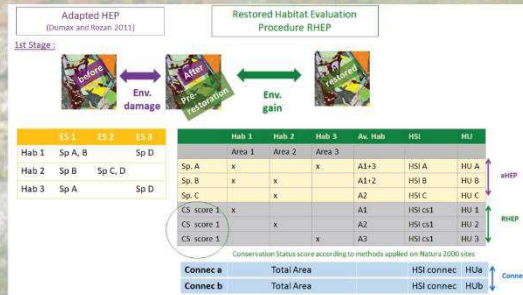 Adapted HEP
(Dumax and Rozan 2011)
Restored Habitat Evaluation
Procedure RHEP
1st Stage :
before
Env.
damage
After
Pre-
restoration
Env.
gain
restored
ES 1 ES 2 ES 3
Hab 1 Sp A, B Sp D
Hab 2 Sp B Sp C, D
Hab 3 Sp A Sp D
Hab 1 Hab 2 Hab 3 Av. Hab HSI HU
Area 1 Area 2 Area 3
Sp. A x x A1+3 HSI A HU A
Sp. B x x A1+2 HSI B HU B
Sp. C x A2 HSI C HU C
CS score 1 x A1 HSI cs1 HU 1
CS score 1 x A2 HSI cs1 HU 2
CS score 1 x A3 HSI cs1 HU 3
aHEP
RHEP
Conservation Status score according to methods applied on Natura 2000 sites
Connec a Total Area HSI connec HUa
Connec b Total Area HSI connec HUb
Conne